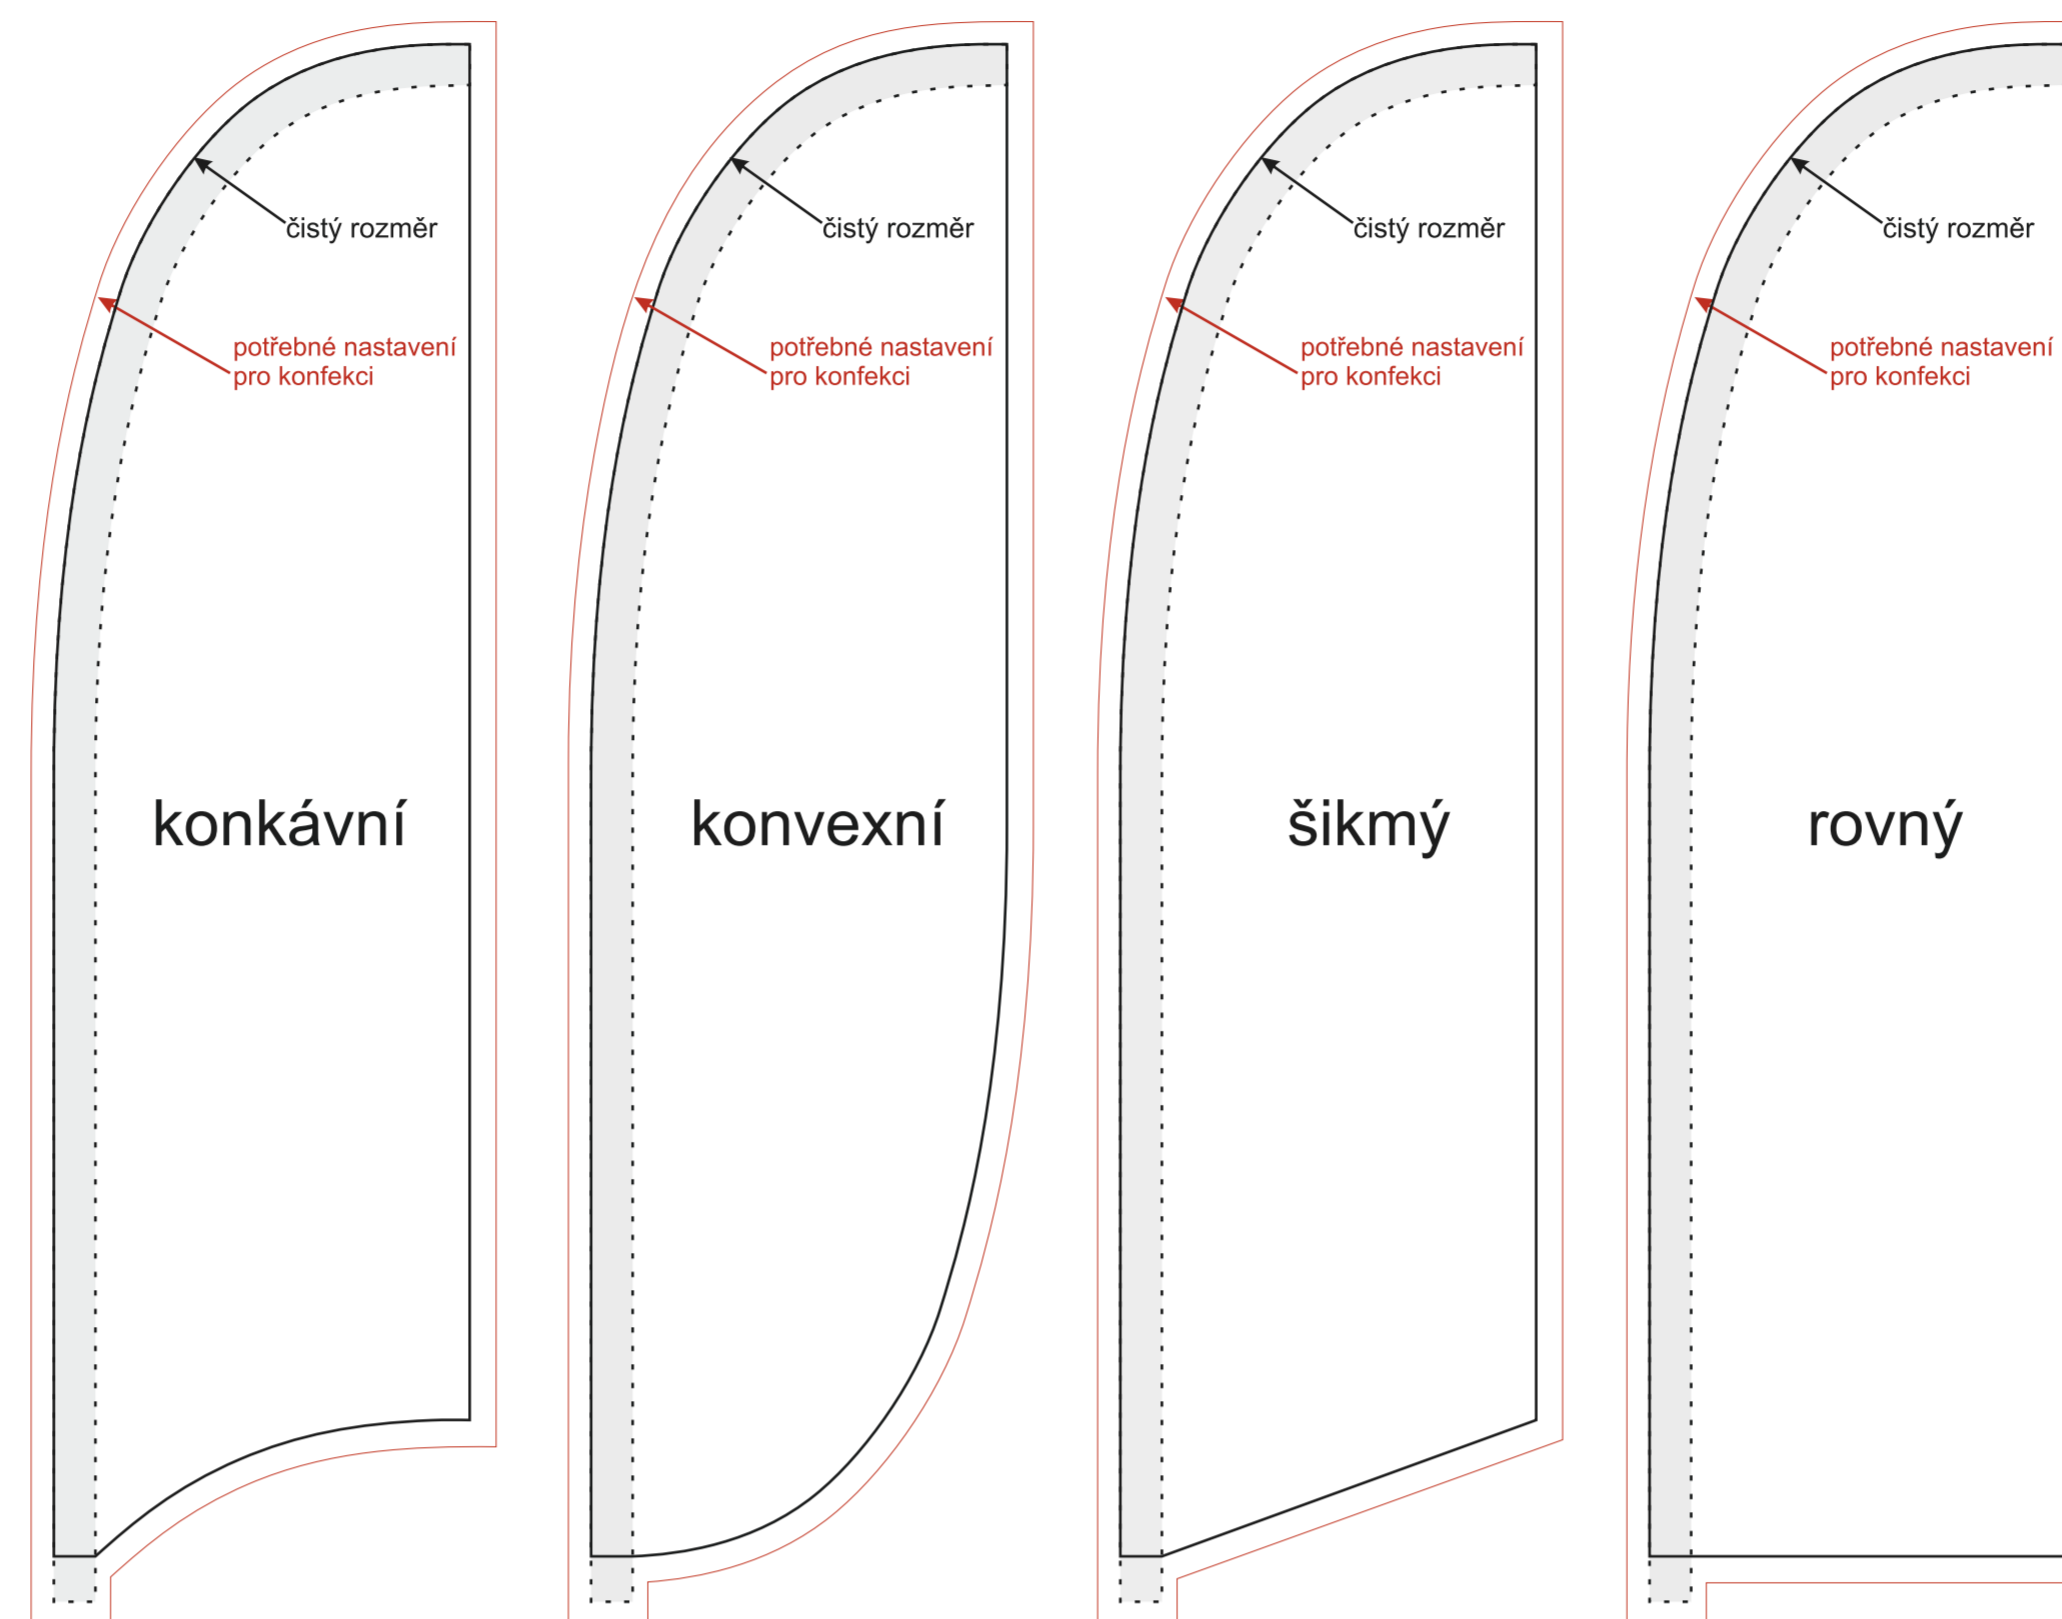 čistý rozměr
potřebné nastavení
pro konfekci
konkávní
čistý rozměr
potřebné nastavení
pro konfekci
konvexní
čistý rozměr
potřebné nastavení
pro konfekci
šikmý
čistý rozměr
potřebné nastavení
pro konfekci
rovný